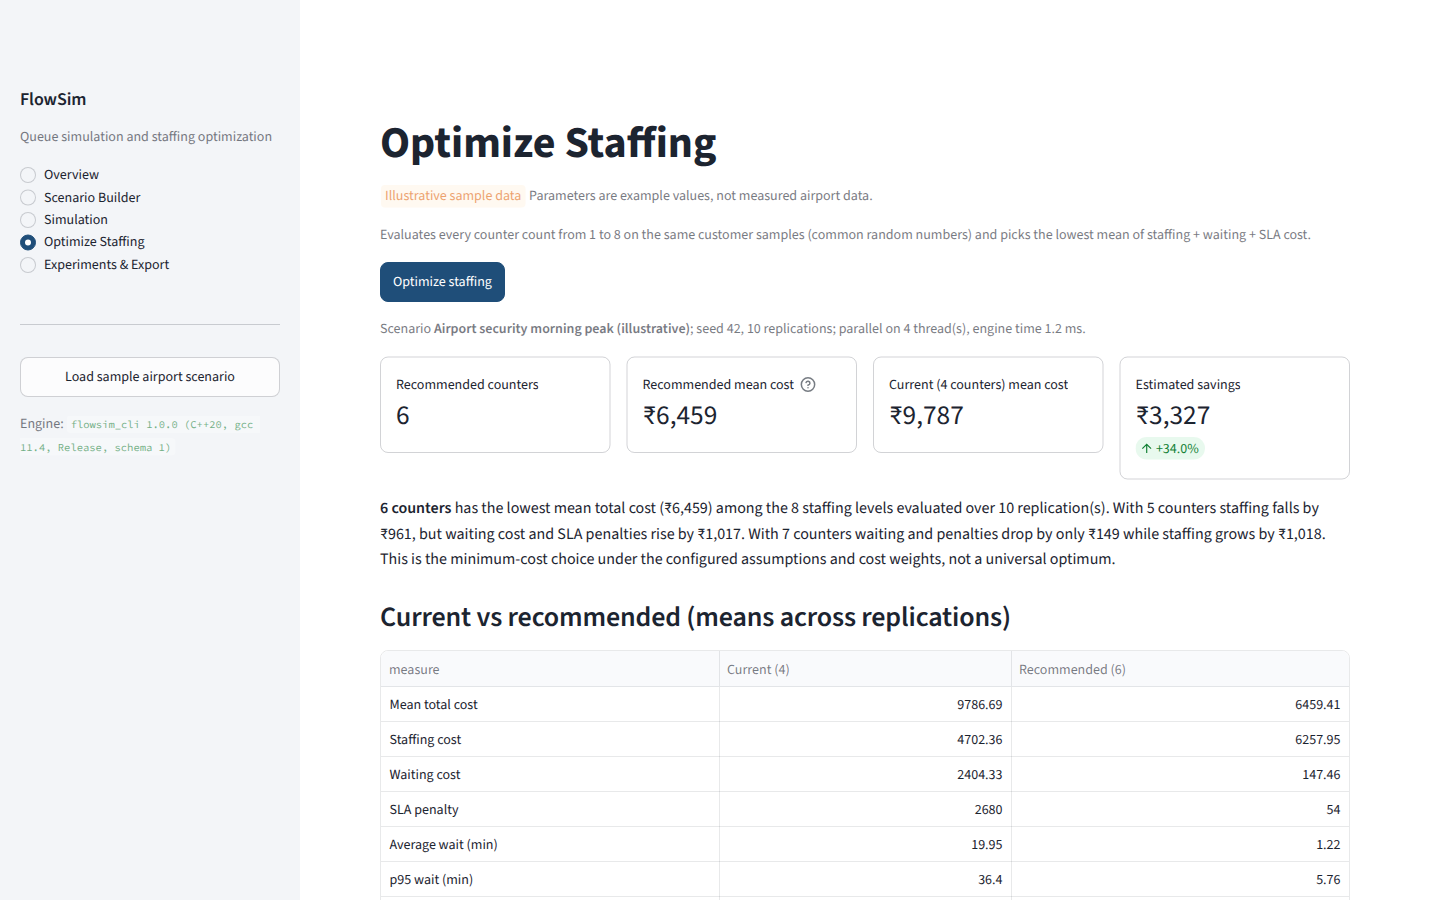 FlowSim
Queue simulation and staffing optimization
Overview
Scenario Builder
Simulation
Optimize Staffing
Experiments & Export
Load sample airport scenario
Engine: flowsim_cli 1.0.0 (C++20, gcc
11.4, Release, schema 1)
Optimize Staffing
Illustrative sample data Parameters are example values, not measured airport data.
Evaluates every counter count from 1 to 8 on the same customer samples (common random numbers) and picks the lowest mean of staffing + waiting + SLA cost.
Optimize staffing
Scenario Airport security morning peak (illustrative); seed 42, 10 replications; parallel on 4 thread(s), engine time 1.2 ms.
Recommended counters
6
Recommended mean cost
₹6,459
Current (4 counters) mean cost
₹9,787
Estimated savings
₹3,327
↑ +34.0%
6 counters has the lowest mean total cost (₹6,459) among the 8 staffing levels evaluated over 10 replication(s). With 5 counters staffing falls by
₹961, but waiting cost and SLA penalties rise by ₹1,017. With 7 counters waiting and penalties drop by only ₹149 while staffing grows by ₹1,018.
This is the minimum-cost choice under the configured assumptions and cost weights, not a universal optimum.
Current vs recommended (means across replications)
measure Current (4) Recommended (6)
Mean total cost 9786.69 6459.41
Staffing cost 4702.36 6257.95
Waiting cost 2404.33 147.46
SLA penalty 2680 54
Average wait (min) 19.95 1.22
p95 wait (min) 36.4 5.76